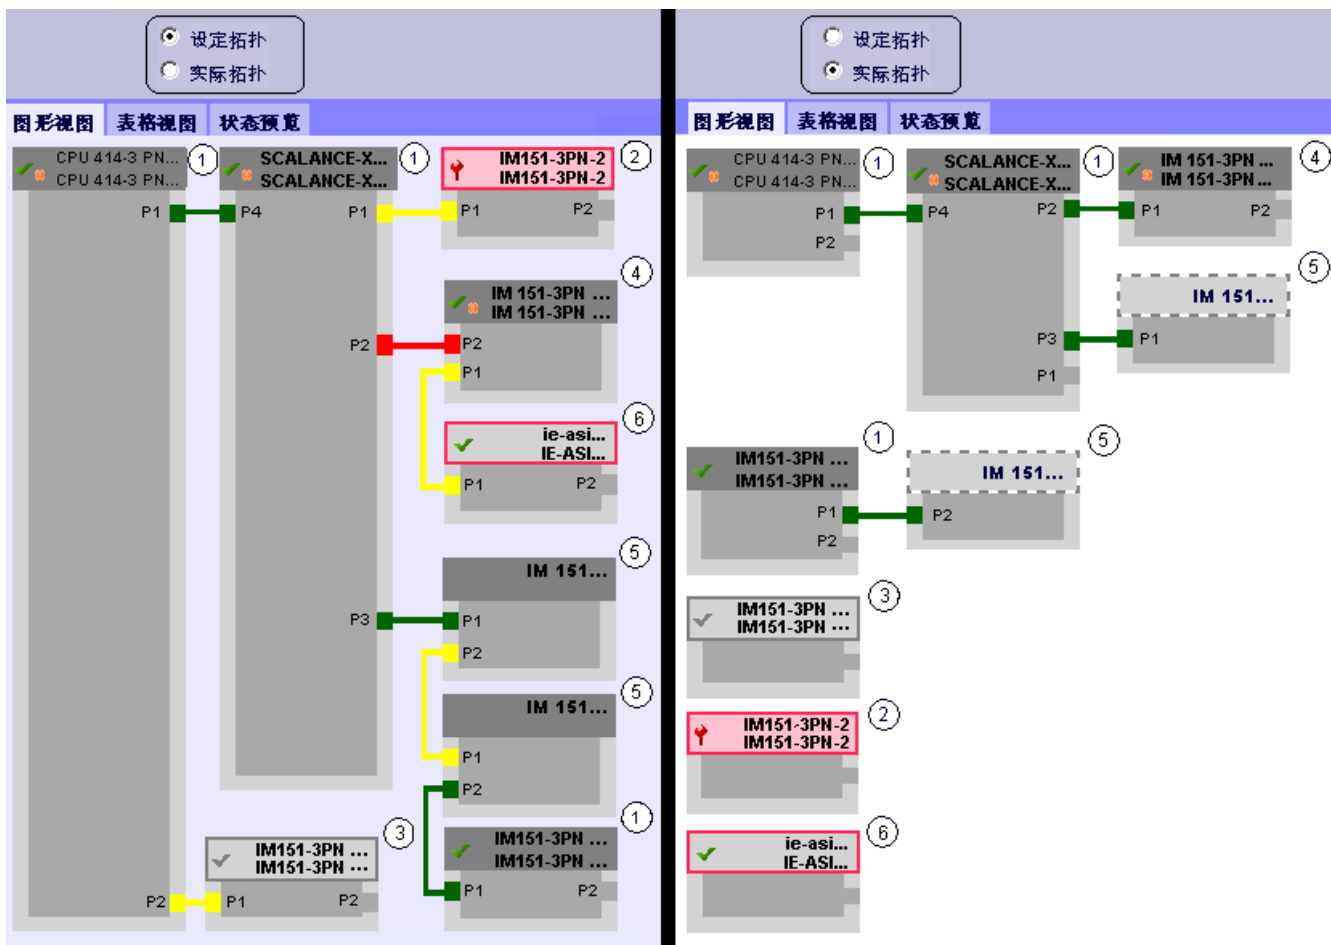 设定拓扑
实际拓扑
图形视图 表格视图 状态预览
CPU 414-3 PN...
CPU 414-3 PN...
①
SCALANCE-X...
SCALANCE-X...
①
IM151-3PN-2
IM151-3PN-2
②
P1
P4
P1
P1
P2
④
IM 151-3PN ...
IM 151-3PN ...
P2
P2
P1
⑥
ie-asi...
IE-ASI...
P1
P2
⑤
IM 151...
P3
P1
P2
⑤
IM 151...
P1
P2
①
IM151-3PN ...
IM151-3PN ...
P1
P2
③
IM151-3PN ...
IM151-3PN ...
P2
P1
P2
设定拓扑
实际拓扑
图形视图 表格视图 状态预览
CPU 414-3 PN...
CPU 414-3 PN...
①
SCALANCE-X...
SCALANCE-X...
①
IM 151-3PN ...
IM 151-3PN ...
④
P1
P2
P4
P2
P1
P2
⑤
IM 151...
P3
P1
P1
①
IM151-3PN ...
IM151-3PN ...
P1
P2
⑤
IM 151...
P2
③
IM151-3PN ...
IM151-3PN ...
②
IM151-3PN-2
IM151-3PN-2
⑥
ie-asi...
IE-ASI...